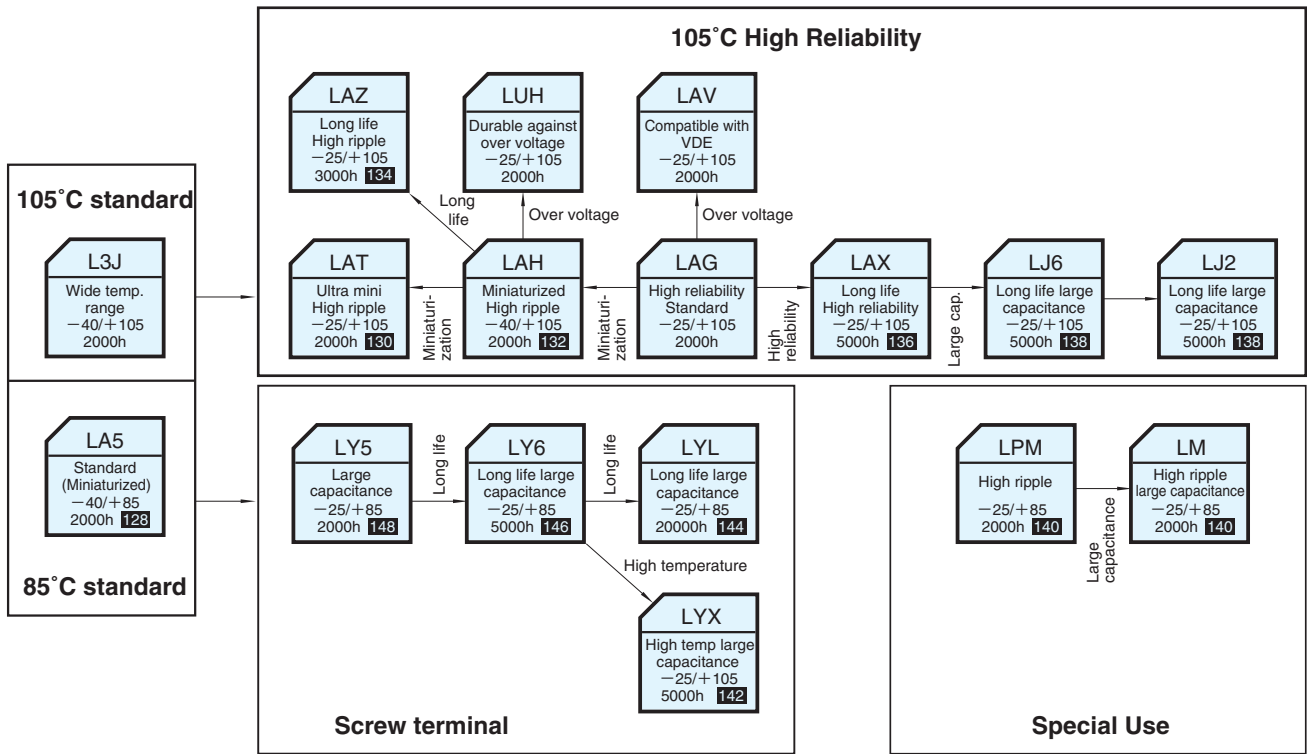 105˚C High Reliability
LAZ
Long life
High ripple
−25/+105
3000h 134
LUH
Durable against
over voltage
−25/+105
2000h
LAV
Compatible with
VDE
−25/+105
2000h
Long
life
Over voltage
Over voltage
105˚C standard
L3J
Wide temp.
range
−40/+105
2000h
LAT
Ultra mini
High ripple
−25/+105
2000h 130
Miniaturi-
zation
LAH
Miniaturized
High ripple
−40/+105
2000h 132
Miniaturi-
zation
LAG
High reliability
Standard
−25/+105
2000h
High
reliability
LAX
Long life
High reliability
−25/+105
5000h 136
Large cap.
LJ6
Long life large
capacitance
−25/+105
5000h 138
LJ2
Long life large
capacitance
−25/+105
5000h 138
LA5
Standard
(Miniaturized)
−40/+85
2000h 128
85˚C standard
LY5
Large
capacitance
−25/+85
2000h 148
Long life
LY6
Long life large
capacitance
−25/+85
5000h 146
Long life
LYL
Long life large
capacitance
−25/+85
20000h 144
High temperature
LYX
High temp large
capacitance
−25/+105
5000h 142
Screw terminal
LPM
High ripple
−25/+85
2000h 140
Large
capacitance
LM
High ripple
large capacitance
−25/+85
2000h 140
Special Use